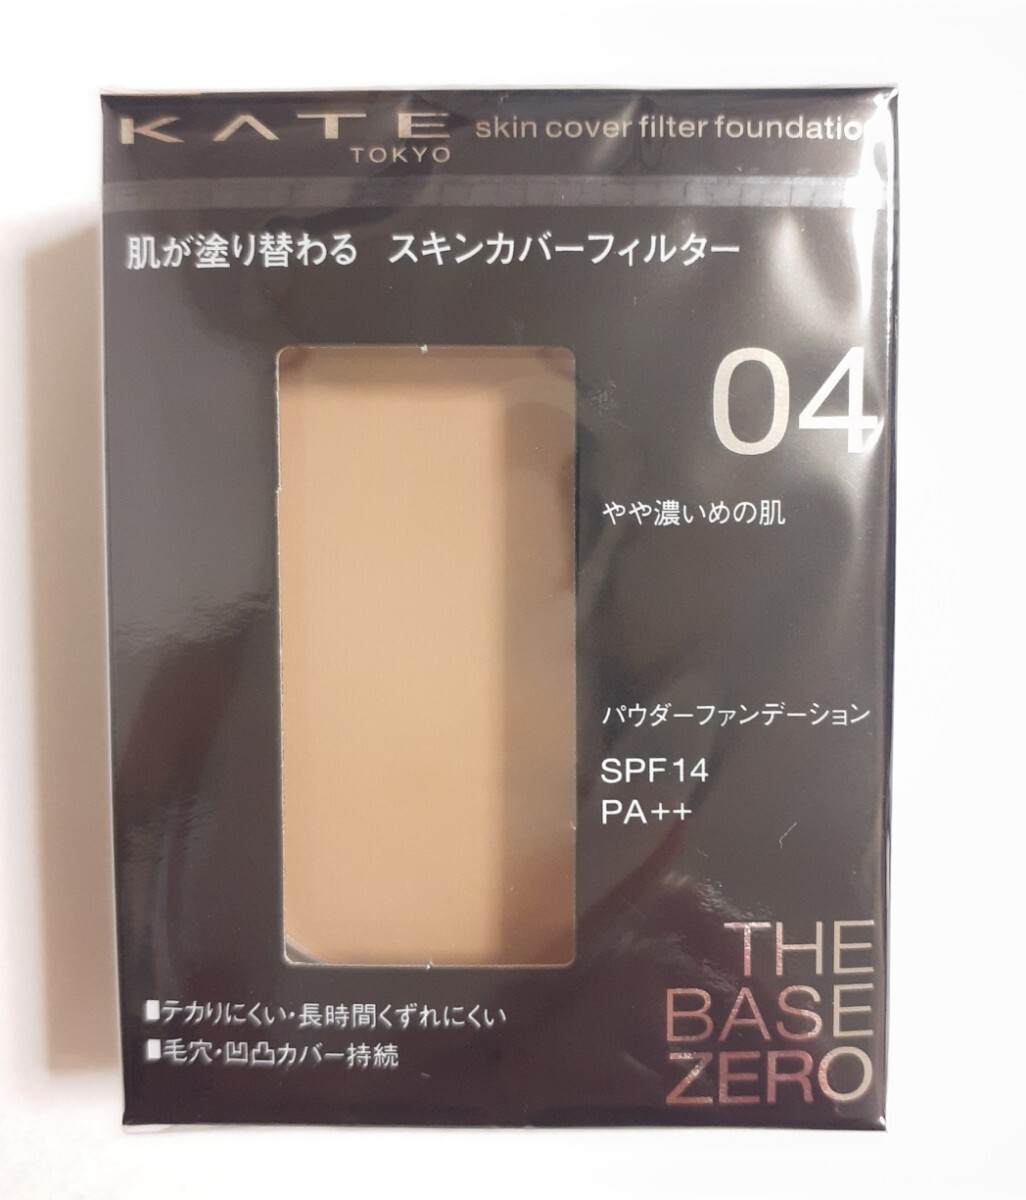 KATE skin cover filter foundation
TOKYO
肌が塗り替わる スキンカバーフィルター
04
やや濃いめの肌
パウダーファンデーション
SPF14
PA++
■テカりにくい・長時間くずれにくい
■毛穴・凹凸カバー持続
THE
BASE
ZERO